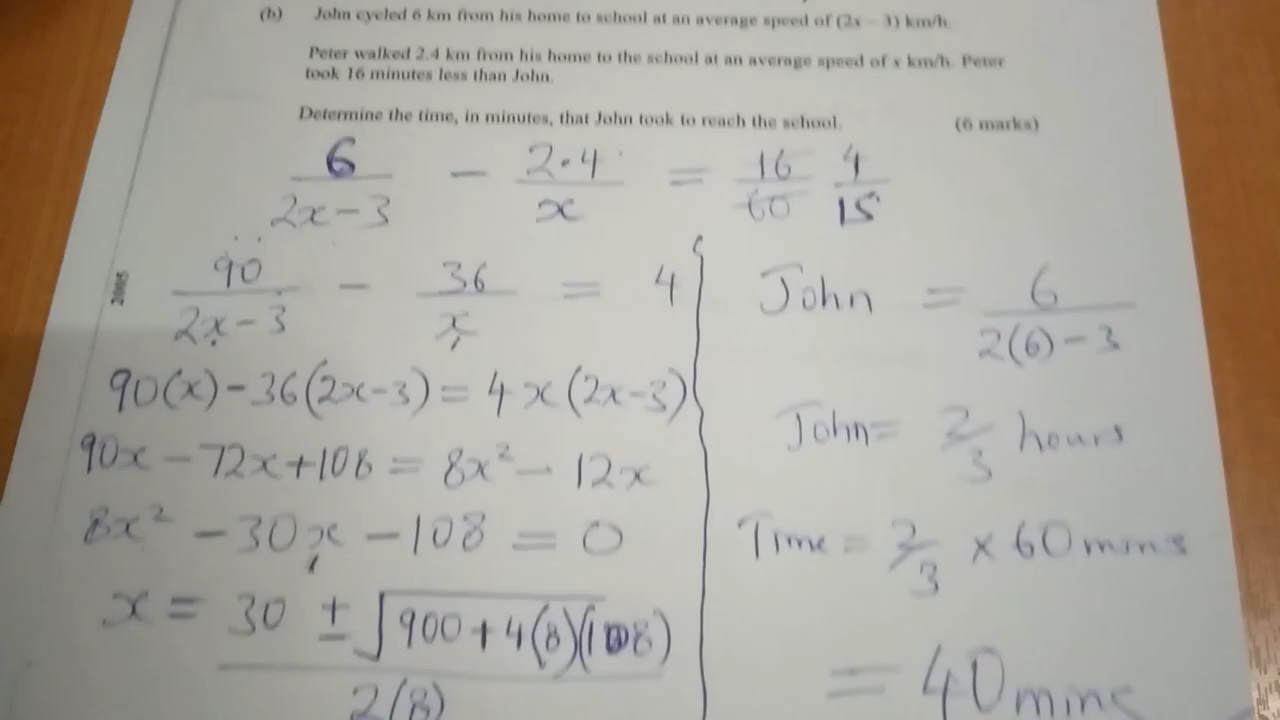 (b) John cycled 6 km from his home to school at an average speed of (2x – 3) km/h.
Peter walked 2.4 km from his home to the school at an average speed of x km/h. Peter
took 16 minutes less than John.
Determine the time, in minutes, that John took to reach the school. (6 marks)
6/(2x-3) - 2.4/x = 16/60 4/15
90/(2x-3) - 36/x = 4
90(x)-36(2x-3) = 4x(2x-3)
90x - 72x+108 = 8x² - 12x
8x² - 30x - 108 = 0
x = 30 ± √900+4(8)(108)
2(8)
John = 6/(2(6)-3)
John = 2/3 hours
Time = 2/3 × 60mins
= 40mins